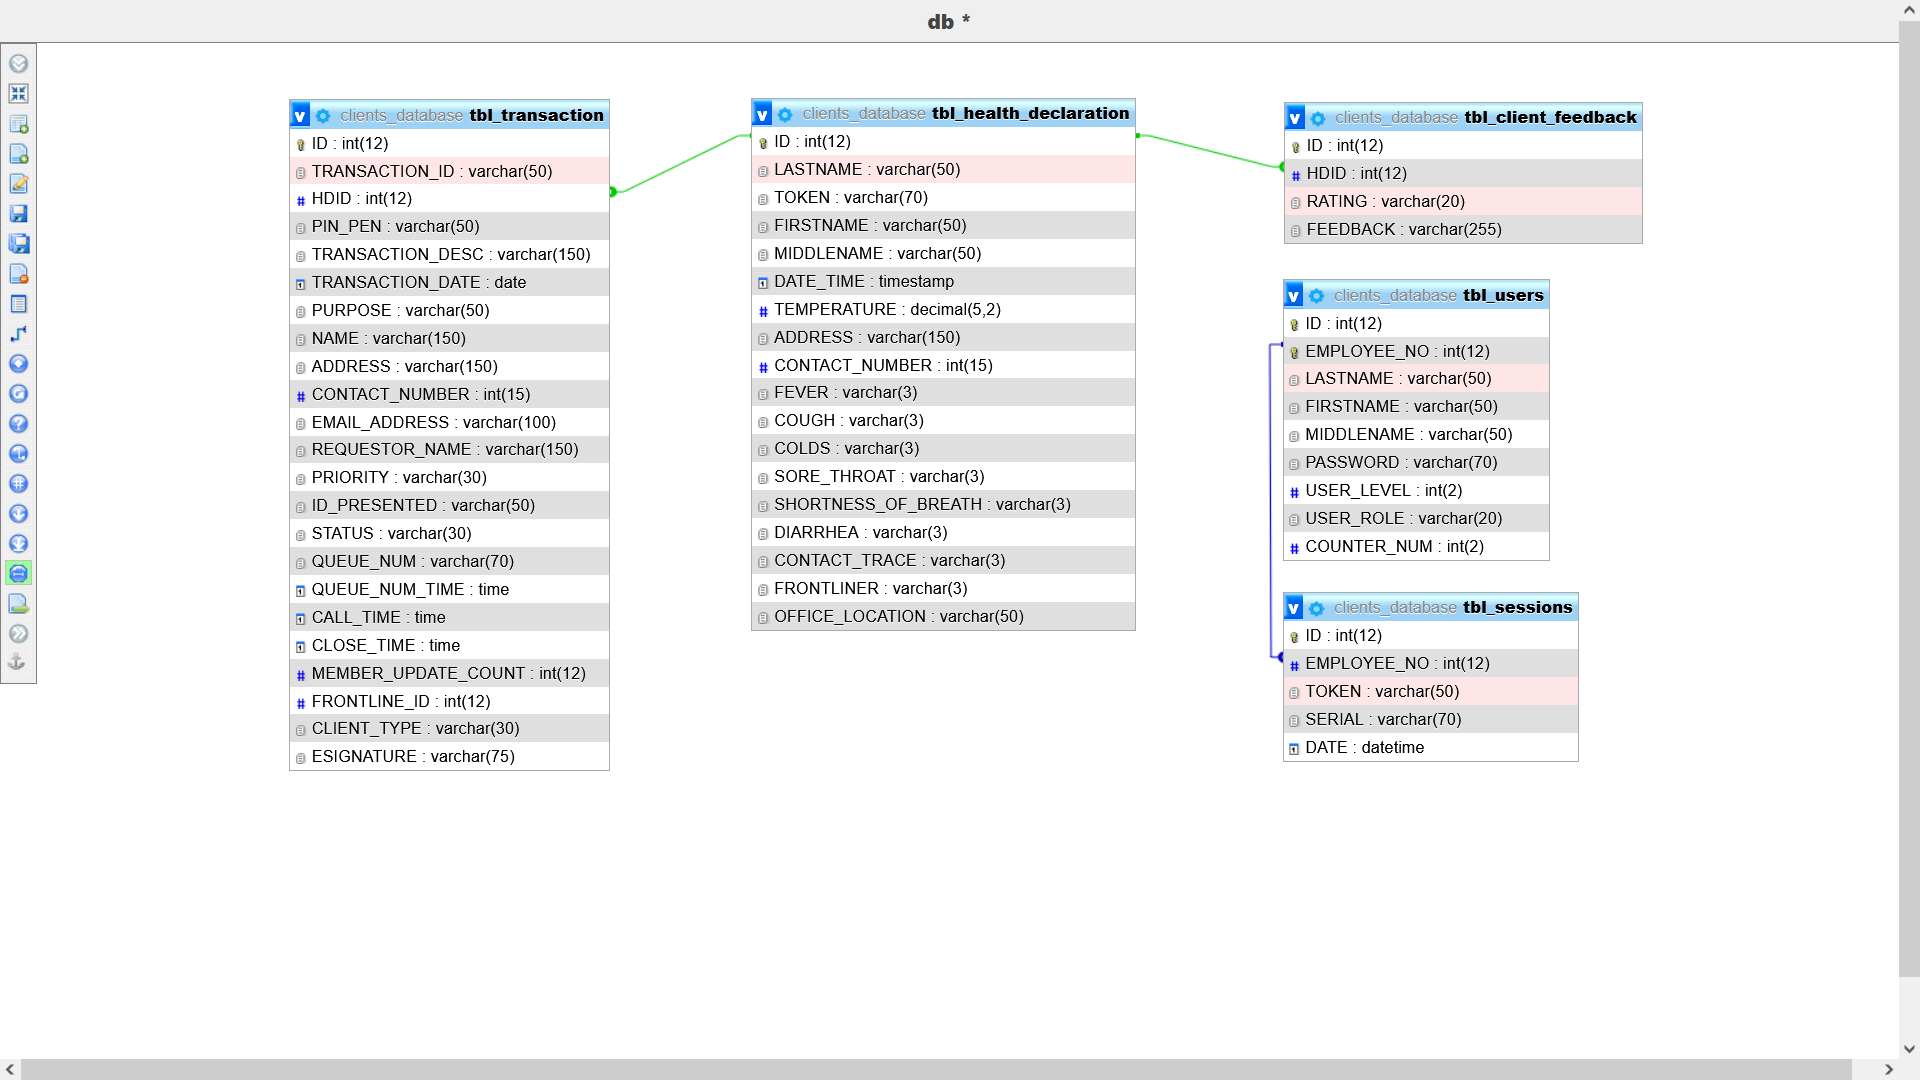 db *
clients_database tbl_transaction
ID : int(12)
TRANSACTION_ID : varchar(50)
HDID : int(12)
PIN_PEN : varchar(50)
TRANSACTION_DESC : varchar(150)
TRANSACTION_DATE : date
PURPOSE : varchar(50)
NAME : varchar(150)
ADDRESS : varchar(150)
CONTACT_NUMBER : int(15)
EMAIL_ADDRESS : varchar(100)
REQUESTOR_NAME : varchar(150)
PRIORITY : varchar(30)
ID_PRESENTED : varchar(50)
STATUS : varchar(30)
QUEUE_NUM : varchar(70)
QUEUE_NUM_TIME : time
CALL_TIME : time
CLOSE_TIME : time
MEMBER_UPDATE_COUNT : int(12)
FRONTLINE_ID : int(12)
CLIENT_TYPE : varchar(30)
ESIGNATURE : varchar(75)
clients_database tbl_health_declaration
ID : int(12)
LASTNAME : varchar(50)
TOKEN : varchar(70)
FIRSTNAME : varchar(50)
MIDDLENAME : varchar(50)
DATE_TIME : timestamp
TEMPERATURE : decimal(5,2)
ADDRESS : varchar(150)
CONTACT_NUMBER : int(15)
FEVER : varchar(3)
COUGH : varchar(3)
COLDS : varchar(3)
SORE_THROAT : varchar(3)
SHORTNESS_OF_BREATH : varchar(3)
DIARRHEA : varchar(3)
CONTACT_TRACE : varchar(3)
FRONTLINER : varchar(3)
OFFICE_LOCATION : varchar(50)
clients_database tbl_client_feedback
ID : int(12)
HDID : int(12)
RATING : varchar(20)
FEEDBACK : varchar(255)
clients_database tbl_users
ID : int(12)
EMPLOYEE_NO : int(12)
LASTNAME : varchar(50)
FIRSTNAME : varchar(50)
MIDDLENAME : varchar(50)
PASSWORD : varchar(70)
USER_LEVEL : int(2)
USER_ROLE : varchar(20)
COUNTER_NUM : int(2)
clients_database tbl_sessions
ID : int(12)
EMPLOYEE_NO : int(12)
TOKEN : varchar(50)
SERIAL : varchar(70)
DATE : datetime